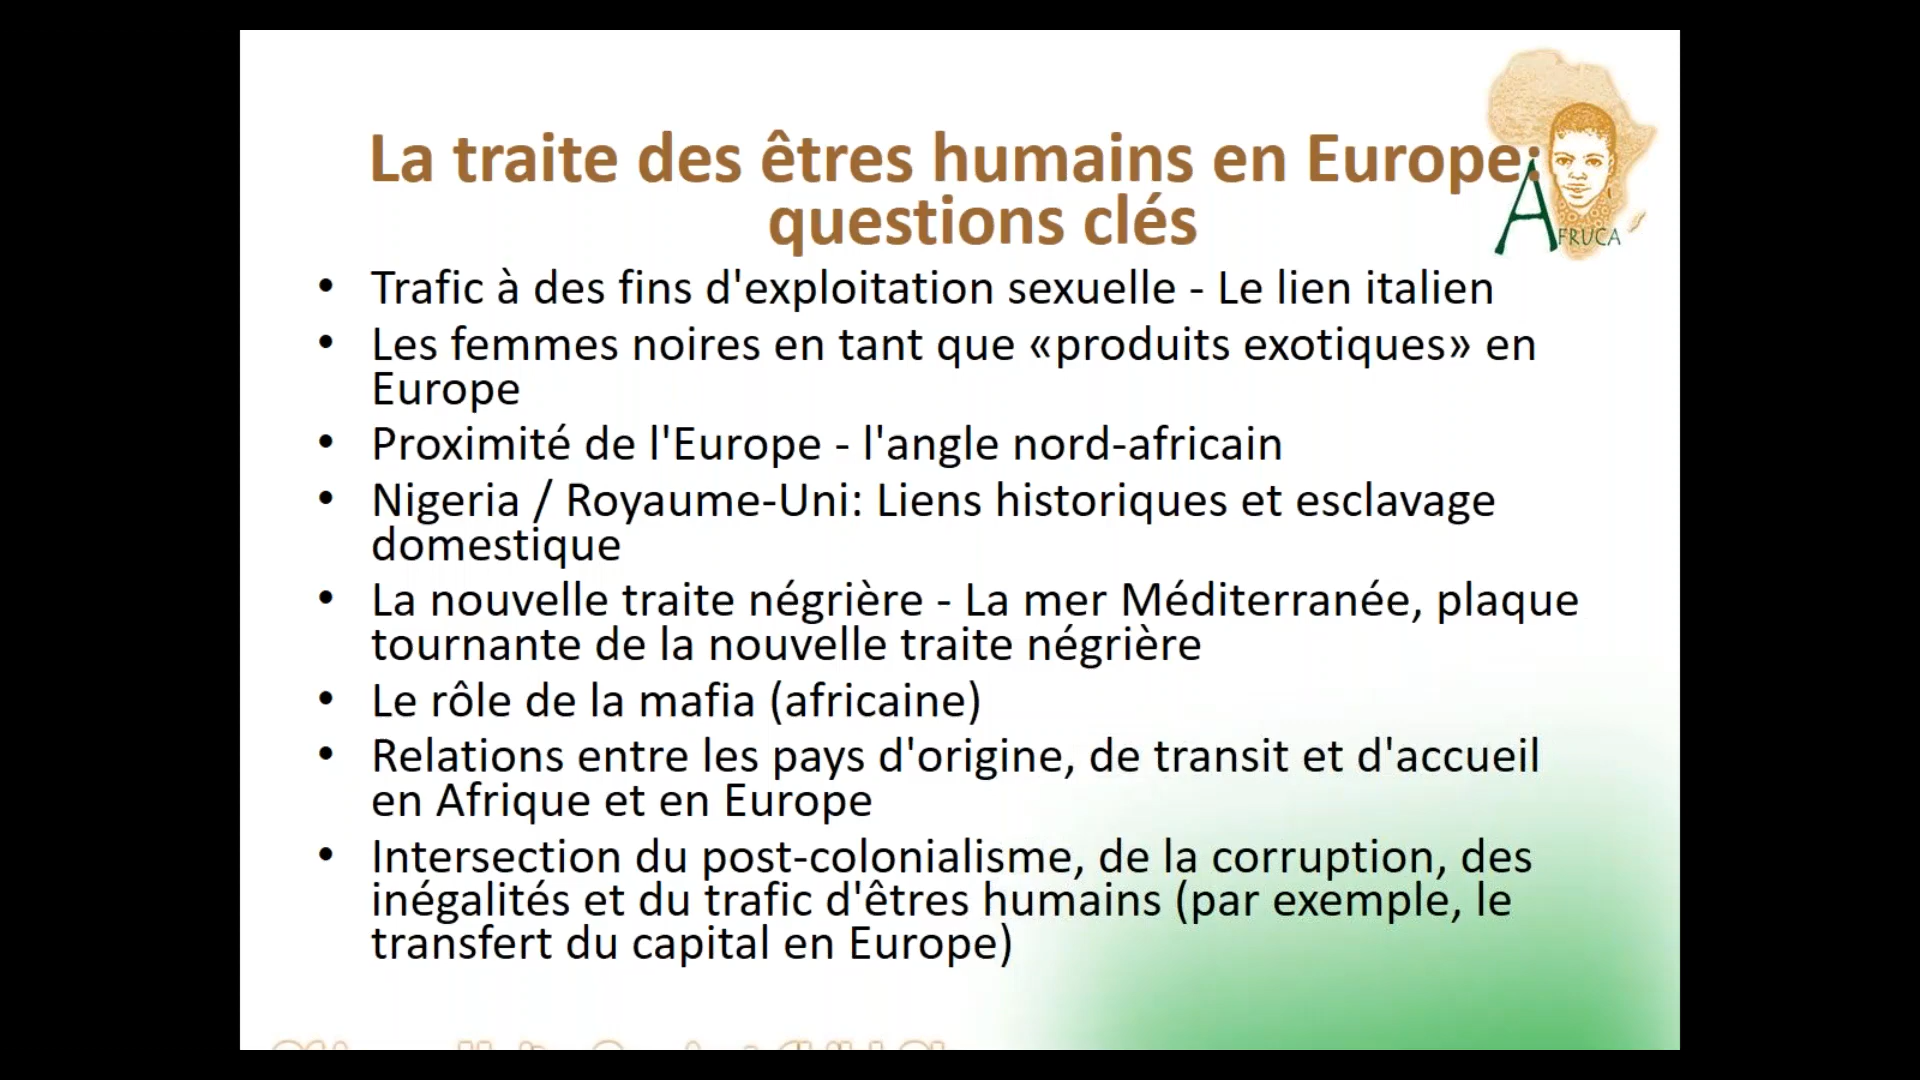 La traite des êtres humains en Europe:
questions clés
AFRUCA
• Trafic à des fins d'exploitation sexuelle - Le lien italien
• Les femmes noires en tant que «produits exotiques» en
Europe
• Proximité de l'Europe - l'angle nord-africain
• Nigeria / Royaume-Uni: Liens historiques et esclavage
domestique
• La nouvelle traite négrière - La mer Méditerranée, plaque
tournante de la nouvelle traite négrière
• Le rôle de la mafia (africaine)
• Relations entre les pays d'origine, de transit et d'accueil
en Afrique et en Europe
• Intersection du post-colonialisme, de la corruption, des
inégalités et du trafic d'êtres humains (par exemple, le
transfert du capital en Europe)